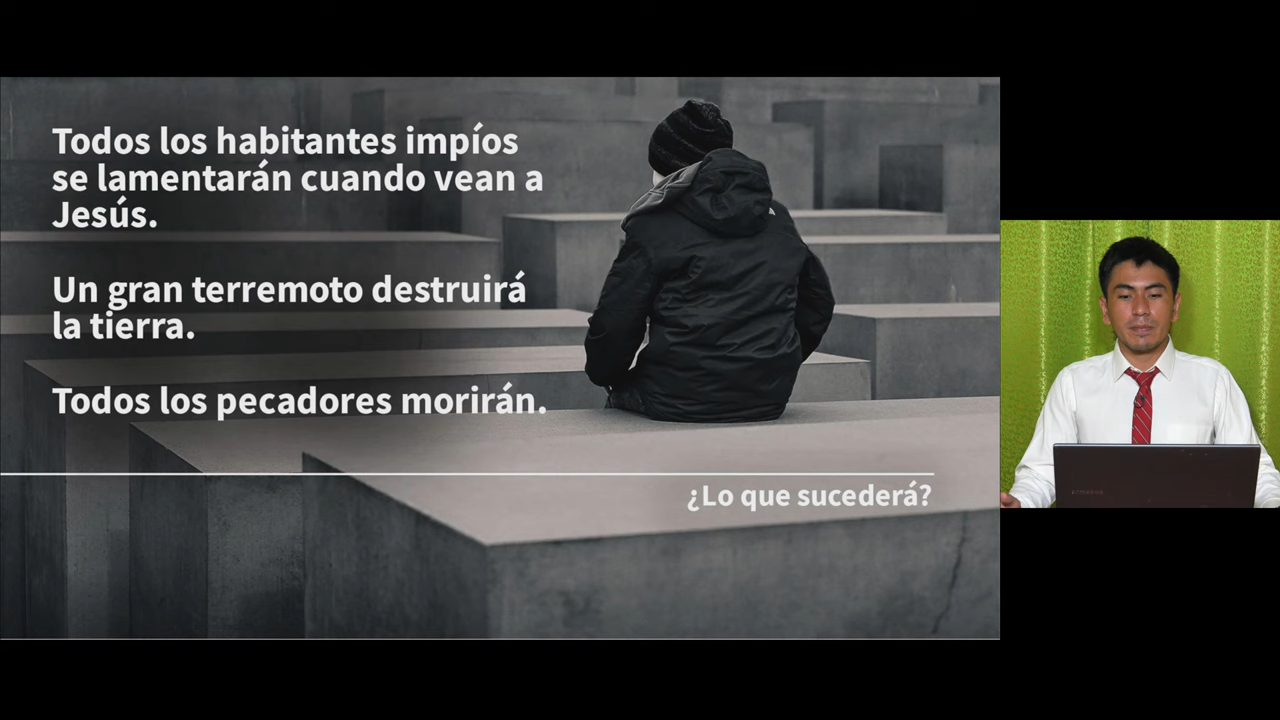 Todos los habitantes impíos
se lamentarán cuando vean a
Jesús.
Un gran terremoto destruirá
la tierra.
Todos los pecadores morirán.
¿Lo que sucederá?